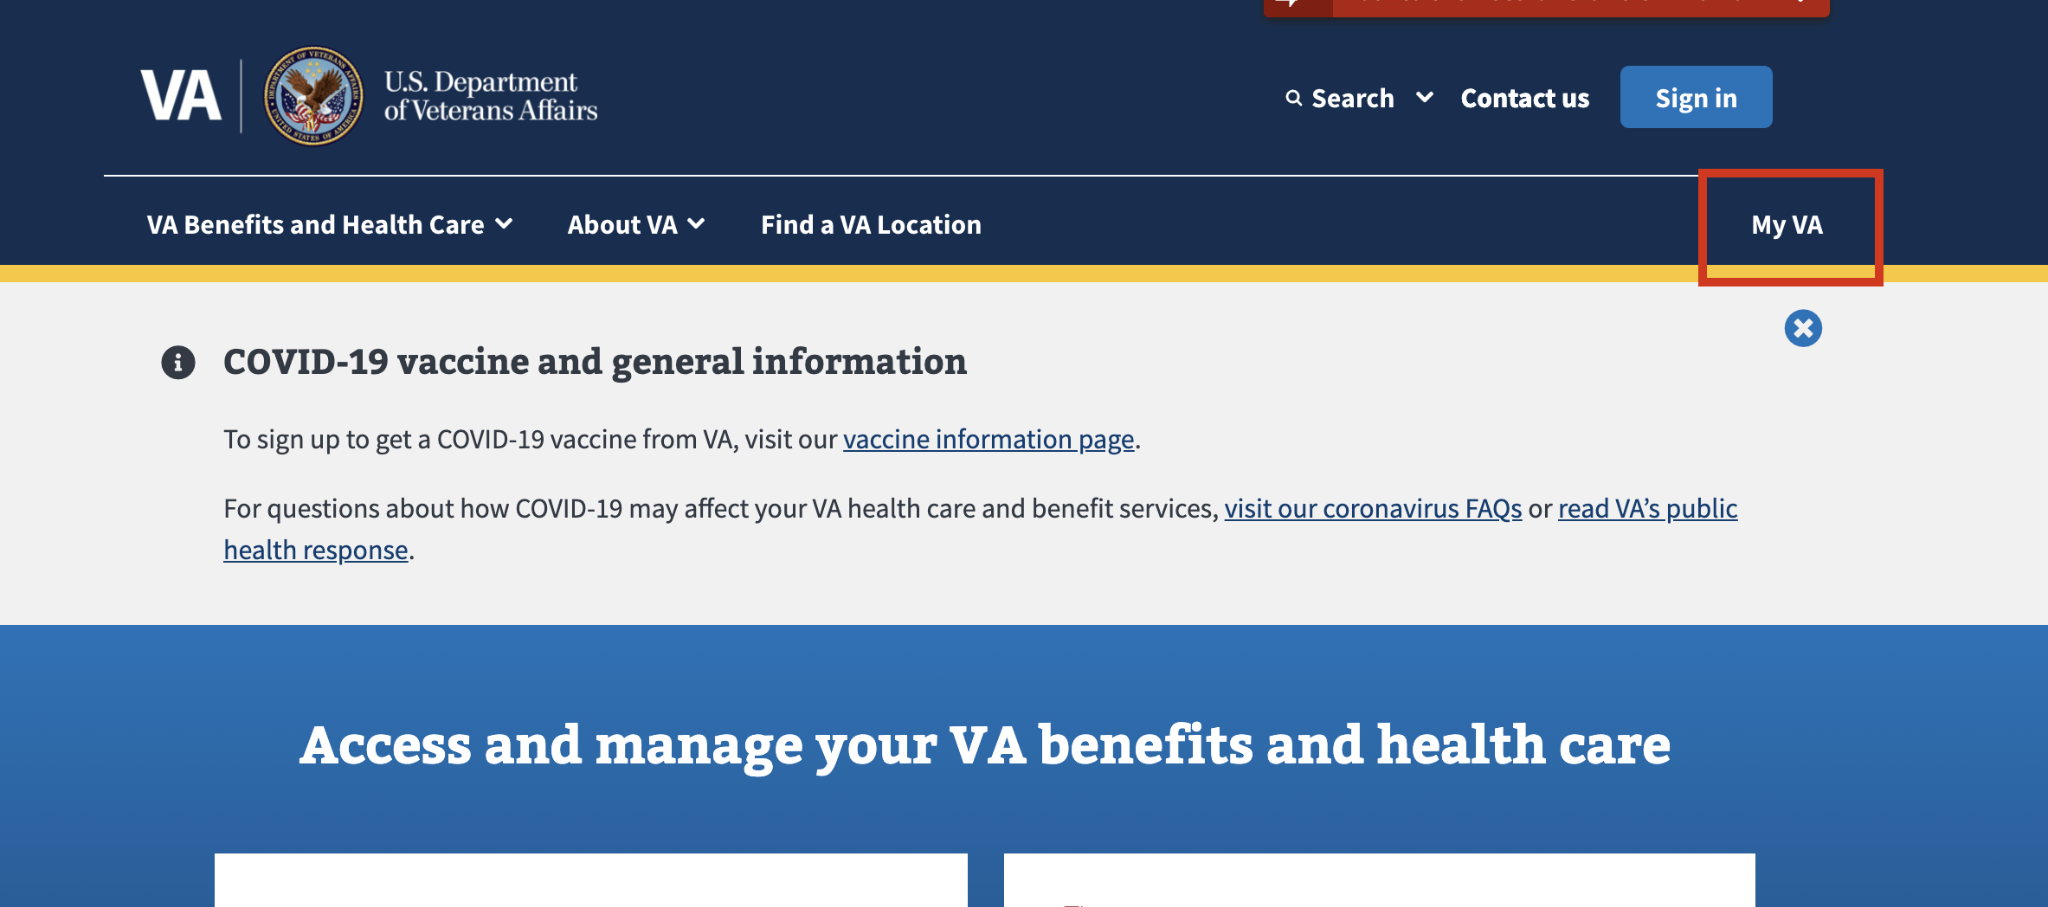 VA
U.S. Department
of Veterans Affairs
Search
Contact us
Sign in
VA Benefits and Health Care
About VA
Find a VA Location
My VA
COVID-19 vaccine and general information
To sign up to get a COVID-19 vaccine from VA, visit our vaccine information page.
For questions about how COVID-19 may affect your VA health care and benefit services, visit our coronavirus FAQs or read VA’s public
health response.
Access and manage your VA benefits and health care